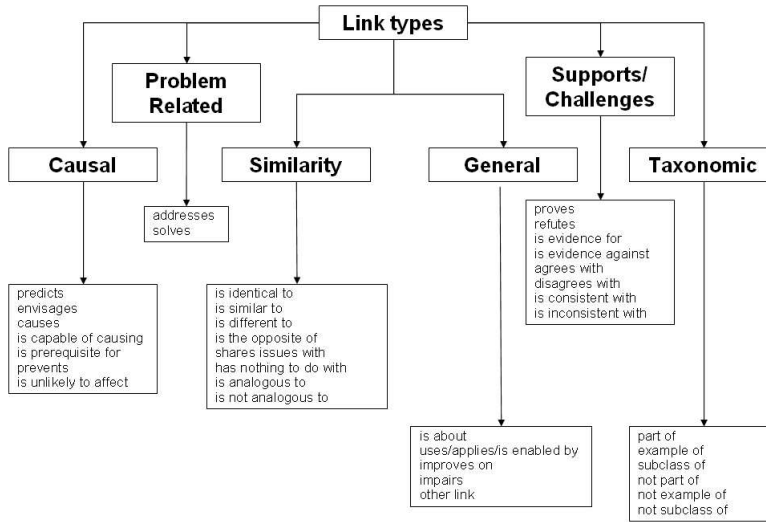 Link types
Problem
Related
Supports/
Challenges
Causal
Similarity
General
Taxonomic
addresses
solves
proves
refutes
is evidence for
is evidence against
agrees with
disagrees with
is consistent with
is inconsistent with
predicts
envisages
causes
is capable of causing
is prerequisite for
prevents
is unlikely to affect
is identical to
is similar to
is different to
is the opposite of
shares issues with
has nothing to do with
is analogous to
is not analogous to
is about
uses/applies/is enabled by
improves on
impairs
other link
part of
example of
subclass of
not part of
not example of
not subclass of